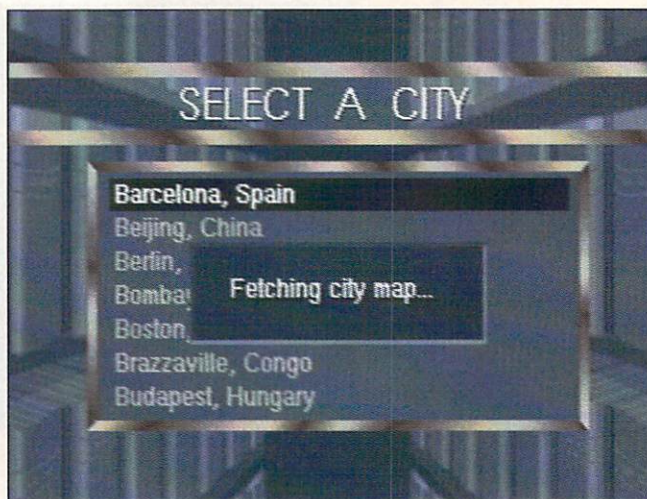 SELECT A CITY
Barcelona, Spain
Beijing, China
Berlin,
Fetching city map...
Boston,
Brazzaville, Congo
Budapest, Hungary